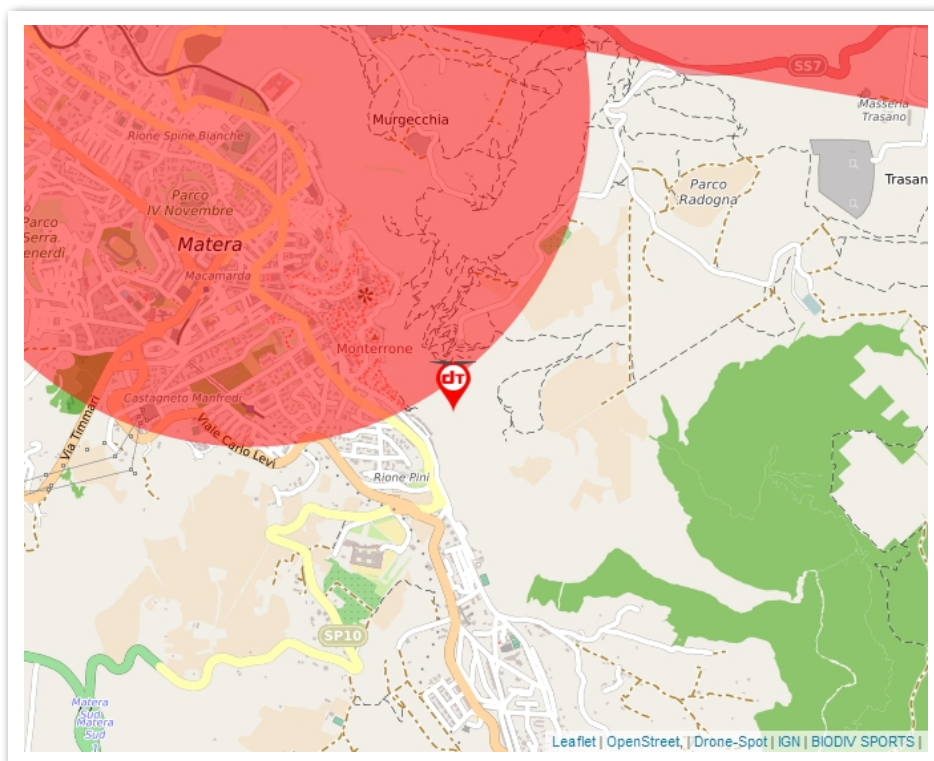 SS7
Masseria
Trasano
Murgecchia
Rione Spine Bianche
Trasan
Parco
Radogna
Parco
IV Novembre
Parco
Serra
enerdì
Matera
Macamarda
Monterrone
dT
Castagneto Manfredi
Via Timmari
Viale Carlo Levi
Rione Pini
SP10
Matera
Sud
Matera
Sud
1
Leaflet | OpenStreet, | Drone-Spot | IGN | BIODIV SPORTS |